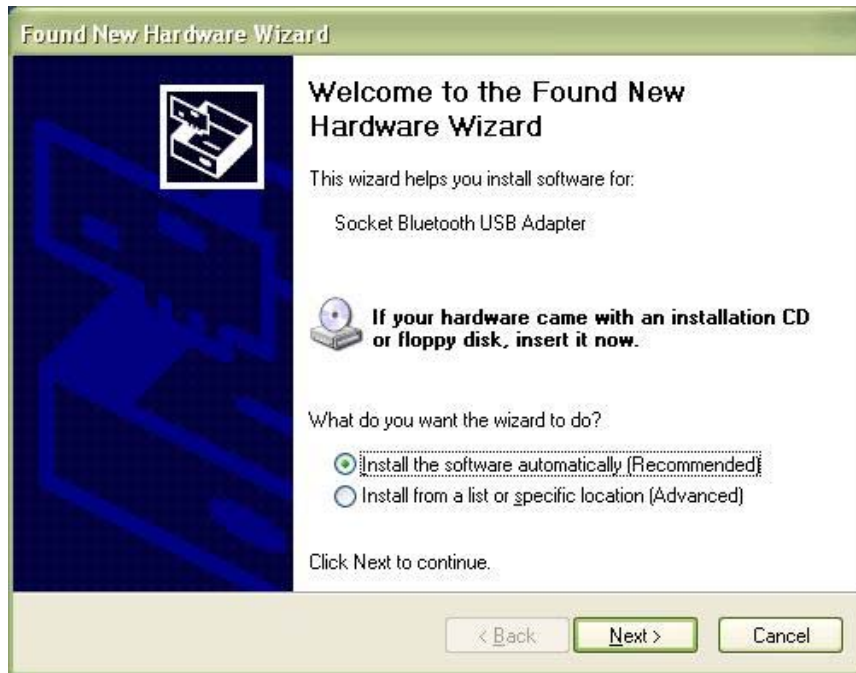 Found New Hardware Wizard
Welcome to the Found New
Hardware Wizard
This wizard helps you install software for:
Socket Bluetooth USB Adapter
If your hardware came with an installation CD
or floppy disk, insert it now.
What do you want the wizard to do?
Install the software automatically (Recommended)
Install from a list or specific location (Advanced)
Click Next to continue.
< Back
Next >
Cancel